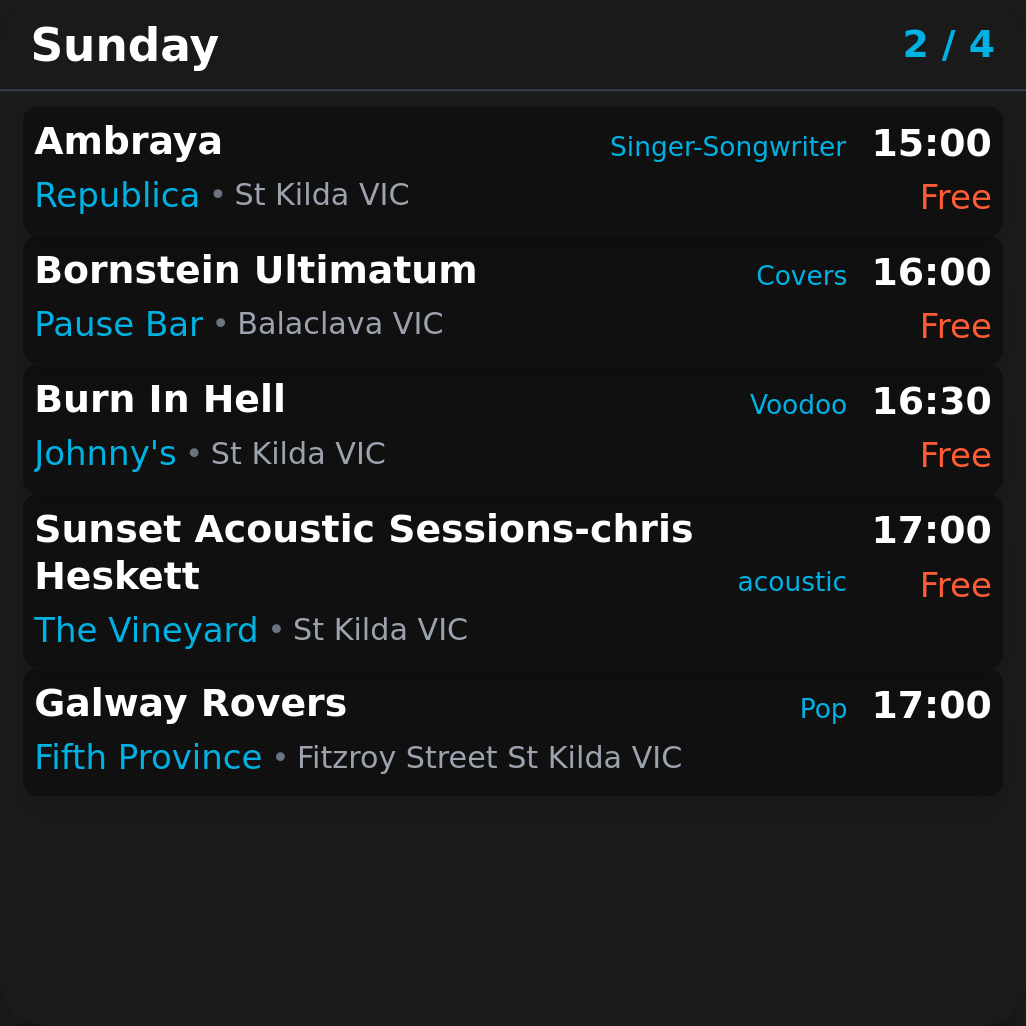 Sunday 2 / 4
Ambraya Singer-Songwriter 15:00
Republica • St Kilda VIC Free
Bornstein Ultimatum Covers 16:00
Pause Bar • Balaclava VIC Free
Burn In Hell Voodoo 16:30
Johnny's • St Kilda VIC Free
Sunset Acoustic Sessions-chris 17:00
Heskett acoustic Free
The Vineyard • St Kilda VIC
Galway Rovers Pop 17:00
Fifth Province • Fitzroy Street St Kilda VIC